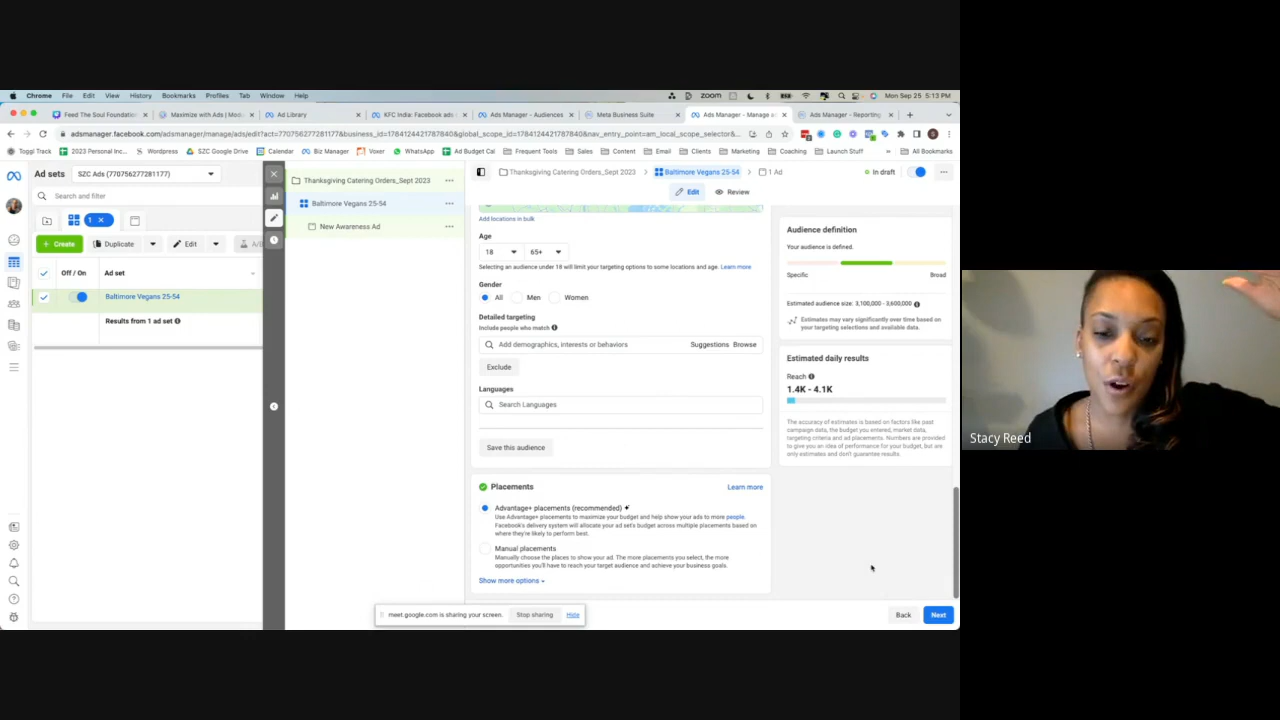 Chrome File Edit View History Bookmarks Profiles Tab Window Help zoom Mon Sep 25 5:13 PM
Feed The Soul Foundation Maximize with Ads | Mod Ad Library KFC India: Facebook ads Ads Manager - Audiences Meta Business Suite Ads Manager - Manage Ads Manager - Reporting
adsmanager.facebook.com/adsmanager/manage/adsets/edit?
Toggl Track 2023 Personal Inc... Wordpress SZC Google Drive Calendar Biz Manager Voxer WhatsApp Ad Budget Cal Frequent Tools Sales Content Email Clients Marketing Coaching Launch Stuff » All Bookmarks
Ad sets SZC Ads (770756277281177)
Search and filter
1 ×
+ Create Duplicate Edit
Off / On Ad set
Baltimore Vegans 25-54
Results from 1 ad set
Thanksgiving Catering Orders_Sept 2023
Baltimore Vegans 25-54
New Awareness Ad
Thanksgiving Catering Orders_Sept 2023 > Baltimore Vegans 25-54 > 1 Ad In draft
Edit Review
Add locations in bulk
Age
18 65+
Selecting an audience under 18 will limit your targeting options to some locations and age. Learn more
Gender
All Men Women
Detailed targeting
Include people who match
Add demographics, interests or behaviors Suggestions Browse
Exclude
Languages
Search Languages
Save this audience
Placements Learn more
Advantage+ placements (recommended)
Use Advantage+ placements to maximize your budget and help show your ads to more people.
Facebook's delivery system will allocate your ad set's budget across multiple placements based on
where they're likely to perform best.
Manual placements
Manually choose the places to show your ad. The more placements you select, the more
opportunities you'll have to reach your target audience and achieve your business goals.
Show more options
Audience definition
Your audience is defined.
Specific Broad
Estimated audience size: 3,100,000 - 3,600,000
Estimates may vary significantly over time based on
your targeting selections and available data.
Estimated daily results
Reach
1.4K - 4.1K
The accuracy of estimates is based on factors like past
campaign data, the budget you entered, market data,
targeting criteria and ad placements. Numbers are provided
to give you an idea of performance for your budget, but are
only estimates and don't guarantee results.
meet.google.com is sharing your screen. Stop sharing Hide
Back Next
Stacy Reed